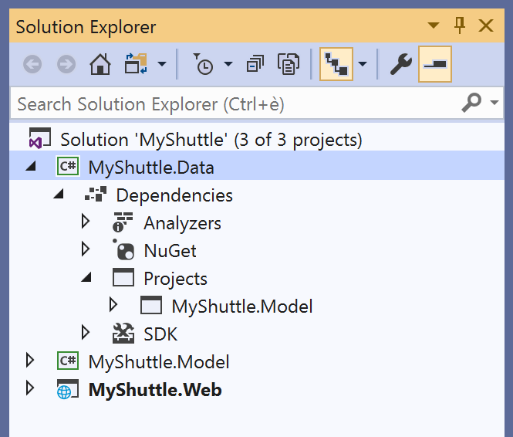 Solution Explorer
Search Solution Explorer (Ctrl+è)
Solution 'MyShuttle' (3 of 3 projects)
C# MyShuttle.Data
Dependencies
Analyzers
NuGet
Projects
MyShuttle.Model
SDK
C# MyShuttle.Model
MyShuttle.Web